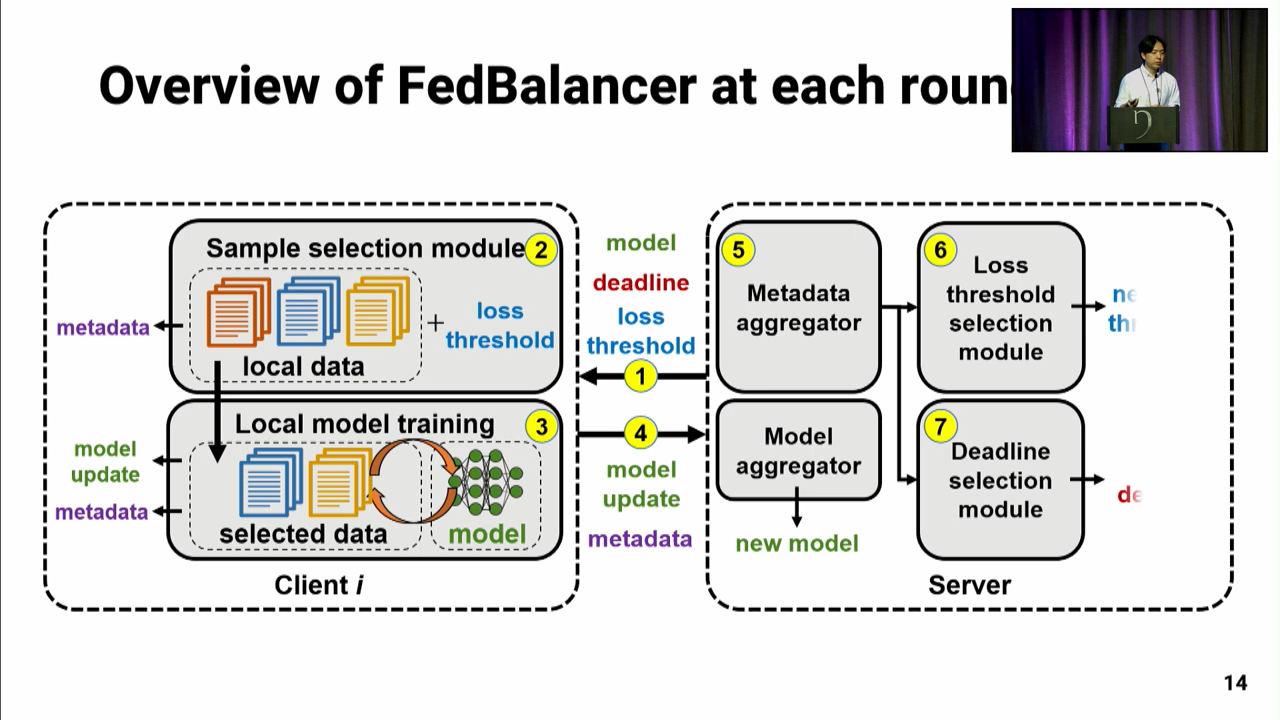 Overview of FedBalancer at each roun
Sample selection module
2
metadata
local data
+
loss
threshold
Local model training
3
model
update
metadata
selected data
model
Client i
model
deadline
loss
threshold
1
4
model
update
metadata
5
Metadata
aggregator
Model
aggregator
new model
6
Loss
threshold
selection
module
7
Deadline
selection
module
Server
14